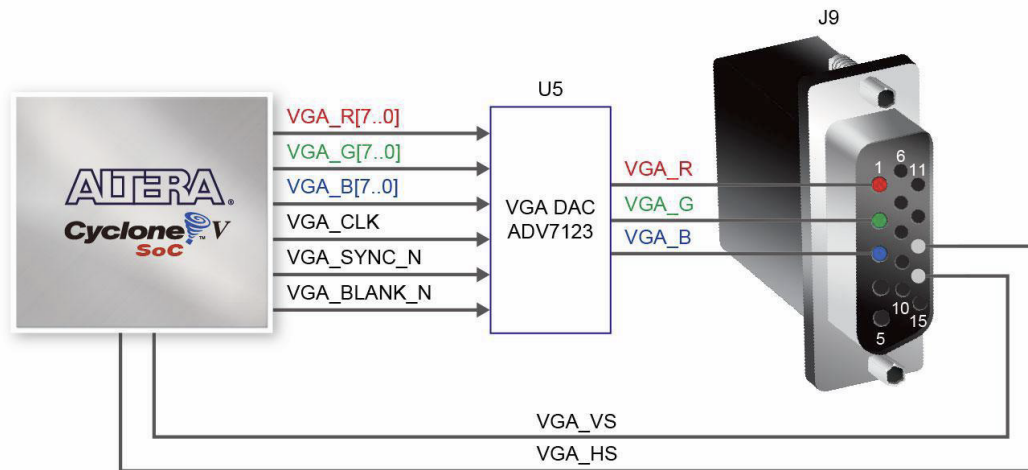 J9
U5
VGA_R[7..0]
VGA_G[7..0]
VGA_B[7..0]
VGA_CLK
VGA_SYNC_N
VGA_BLANK_N
ALTERA®
Cyclone™ V
SoC
VGA DAC
ADV7123
VGA_R
VGA_G
VGA_B
1
6
11
5
10
15
VGA_VS
VGA_HS